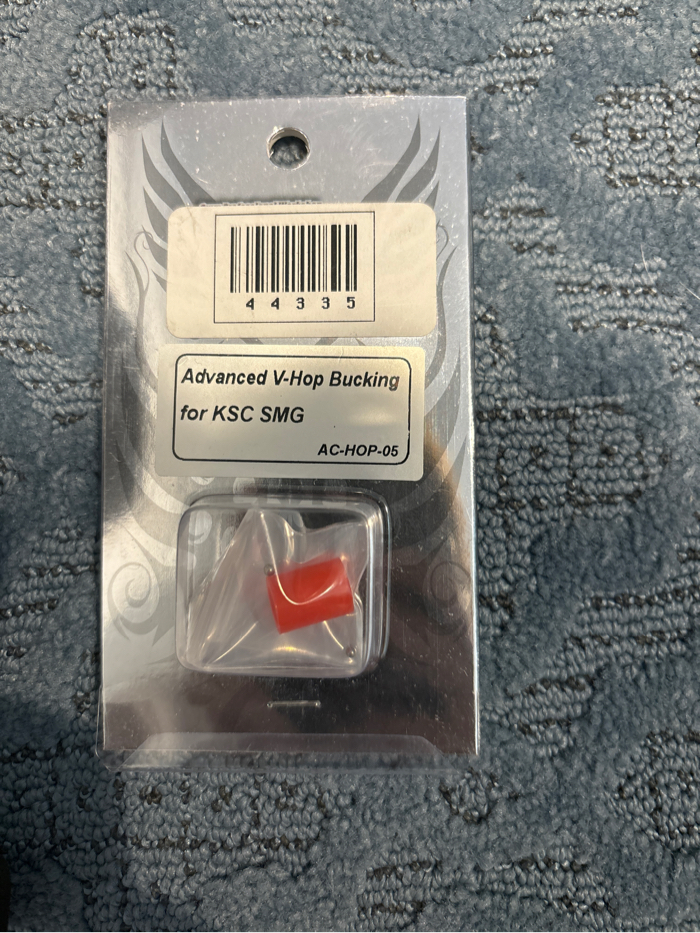 44335
Advanced V-Hop Bucking
for KSC SMG
AC-HOP-05